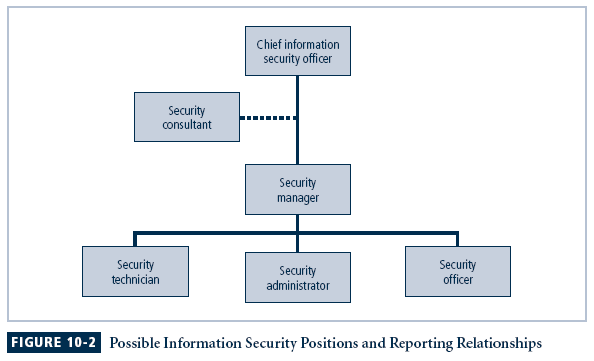 Chief information
security officer
Security
consultant
Security
manager
Security
technician
Security
administrator
Security
officer
FIGURE 10-2 Possible Information Security Positions and Reporting Relationships